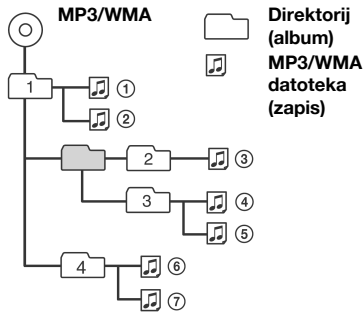 MP3/WMA
Direktorij
(album)
MP3/WMA
datoteka
(zapis)
1
①
②
2
③
3
④
⑤
4
⑥
⑦